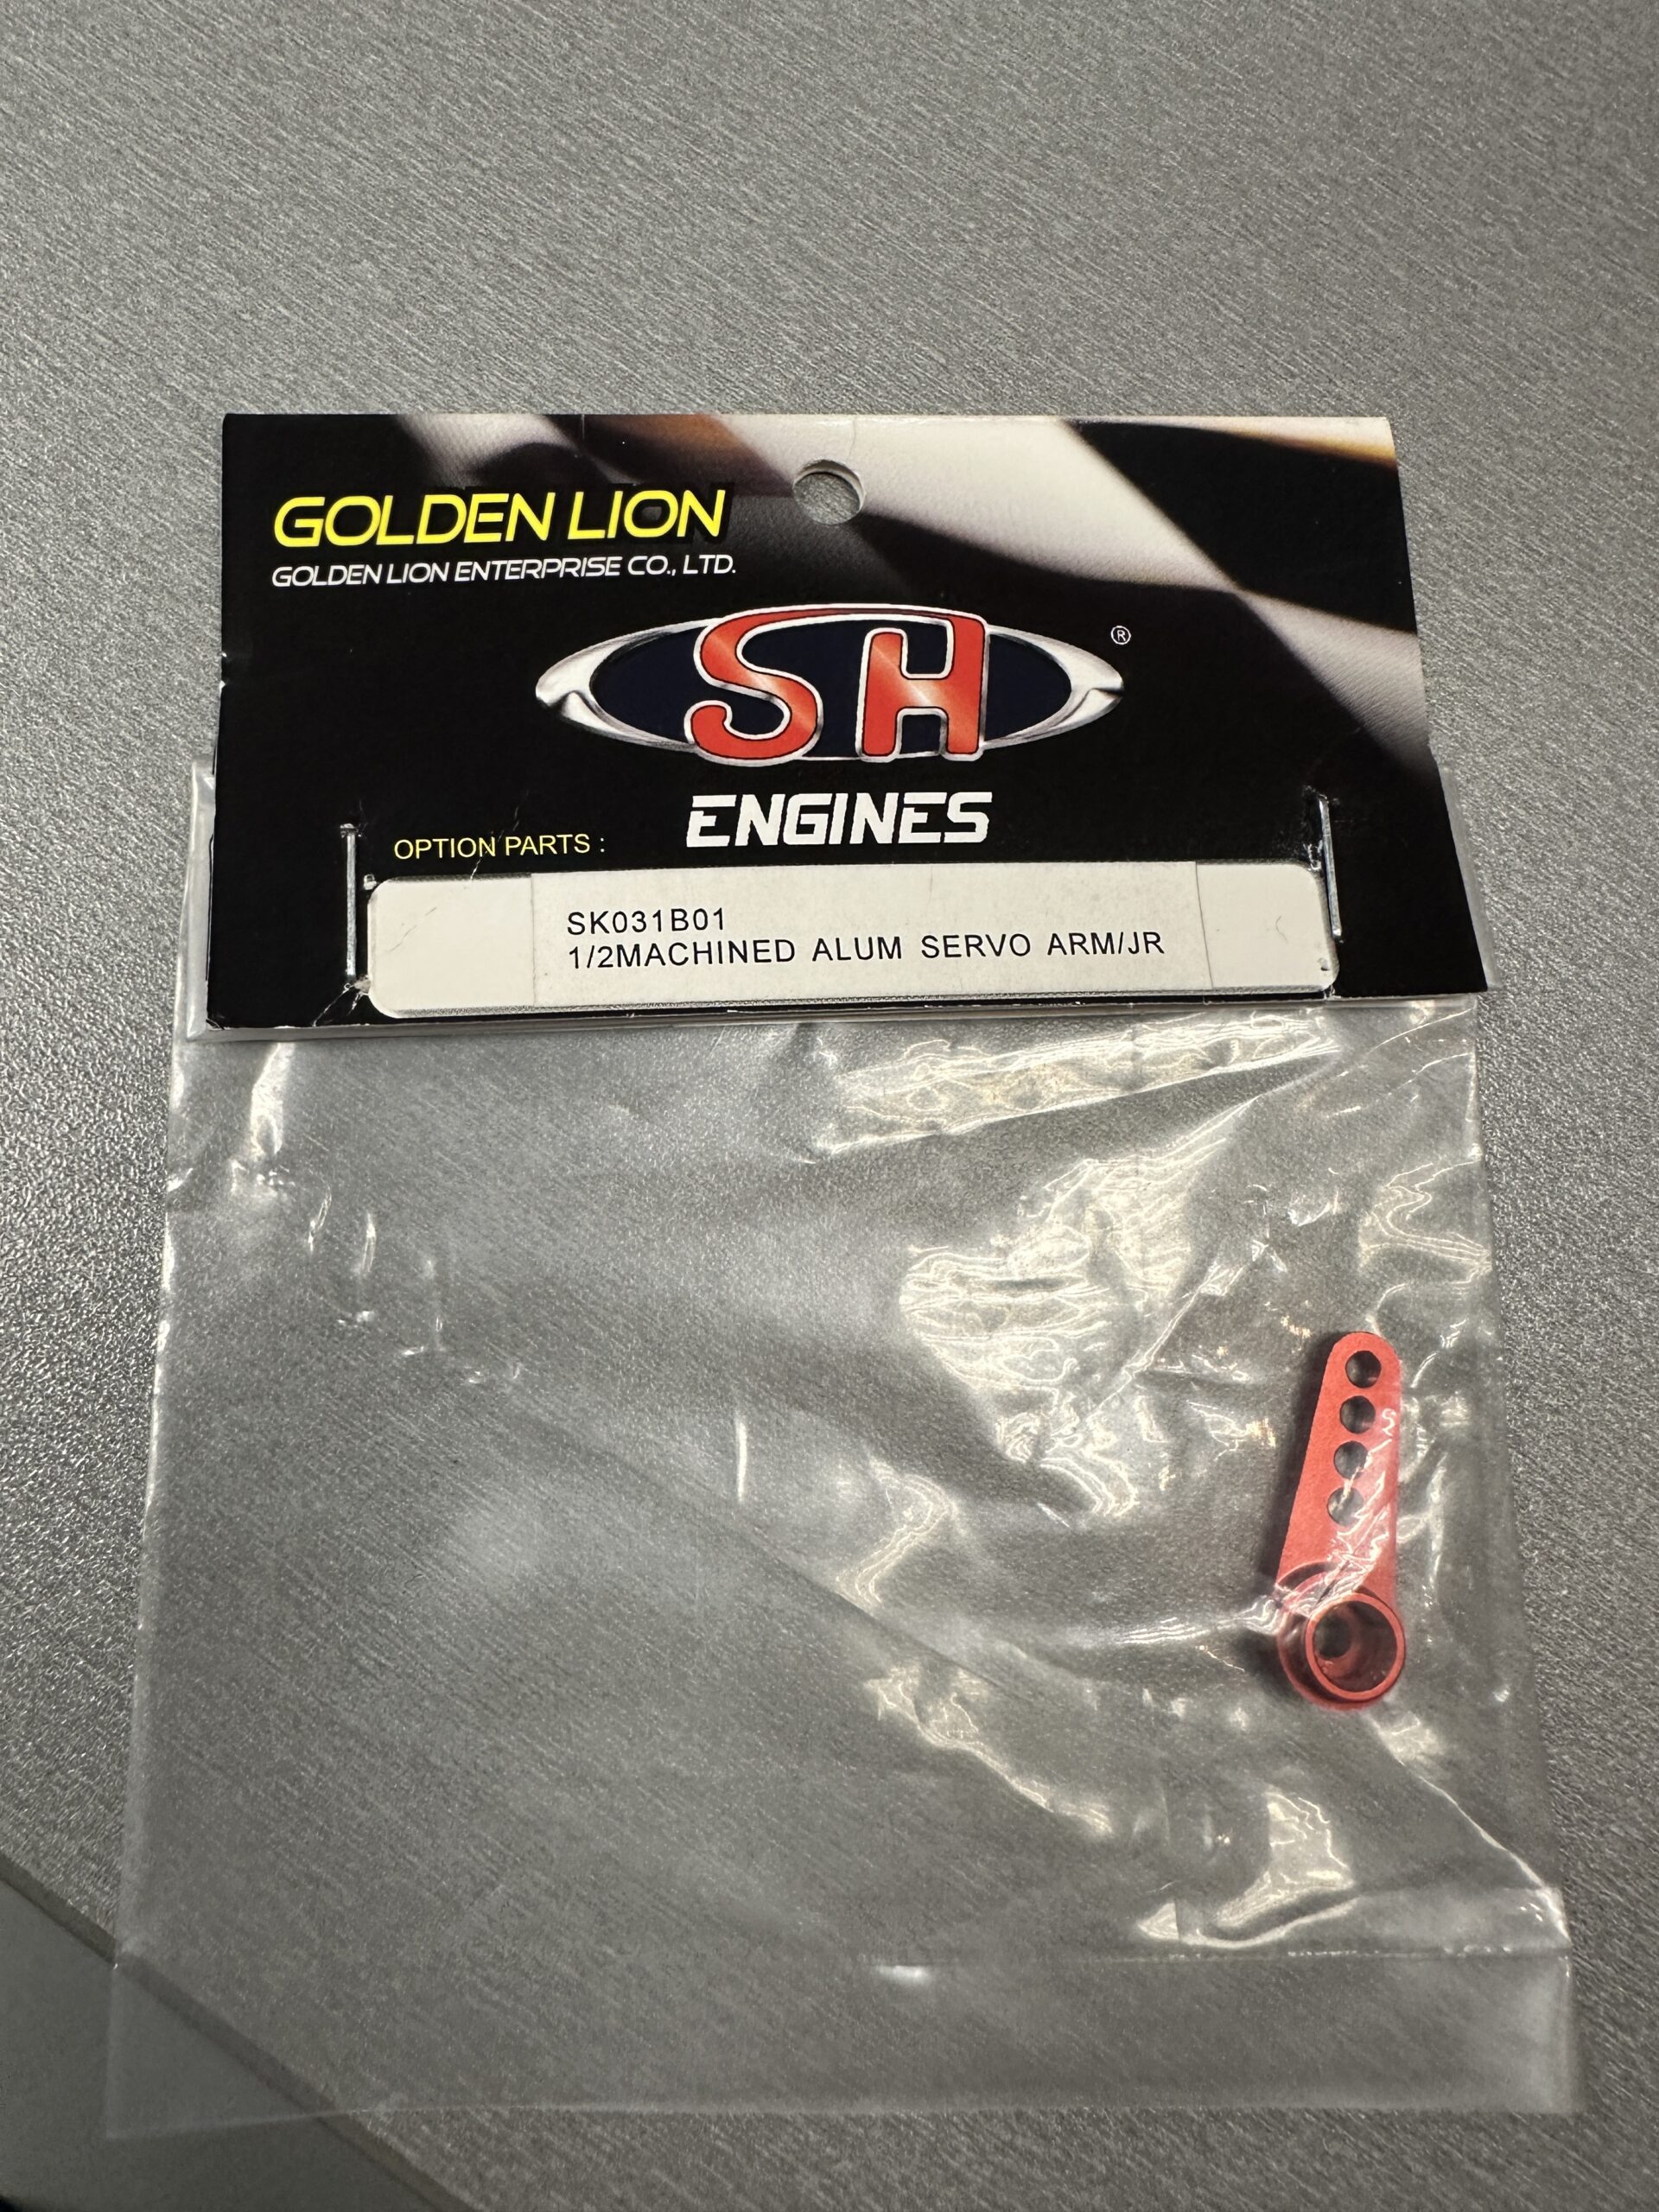 GOLDEN LION
GOLDEN LION ENTERPRISE CO., LTD.
SH®
ENGINES
OPTION PARTS :
SK031B01
1/2MACHINED ALUM SERVO ARM/JR